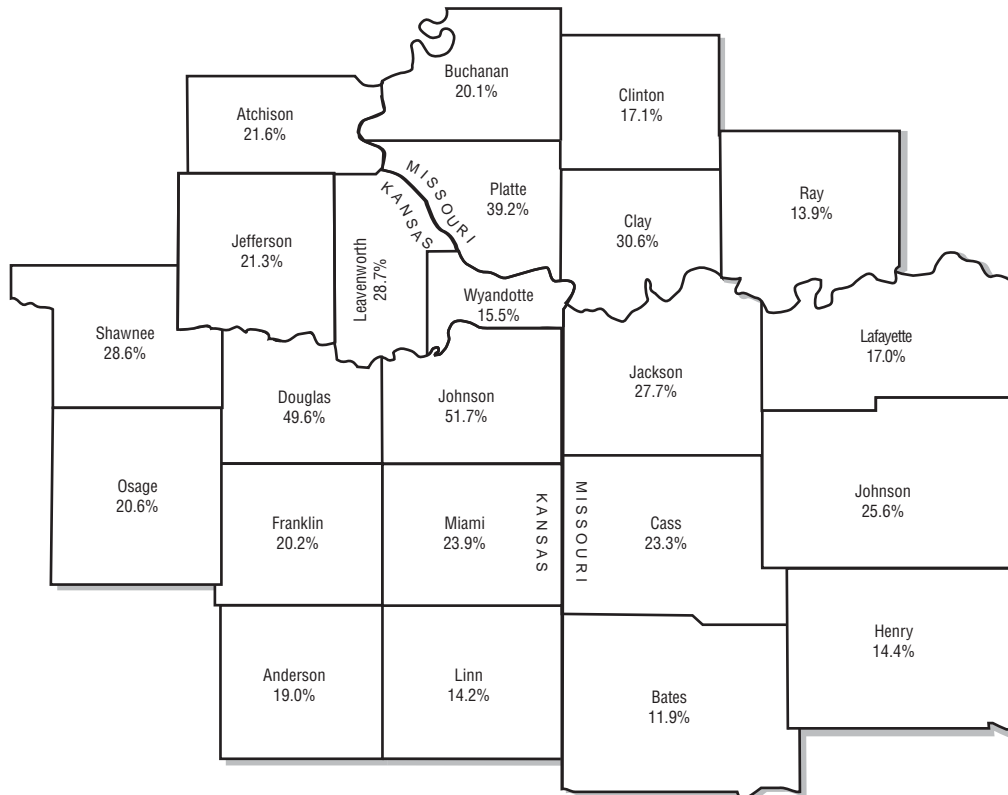 Buchanan
20.1%
Clinton
17.1%
Atchison
21.6%
MISSOURI
KANSAS
Platte
39.2%
Ray
13.9%
Clay
30.6%
Jefferson
21.3%
Leavenworth
28.7%
Wyandotte
15.5%
Shawnee
28.6%
Lafayette
17.0%
Jackson
27.7%
Douglas
49.6%
Johnson
51.7%
Osage
20.6%
Johnson
25.6%
Franklin
20.2%
Miami
23.9%
KANSAS
MISSOURI
Cass
23.3%
Henry
14.4%
Anderson
19.0%
Linn
14.2%
Bates
11.9%